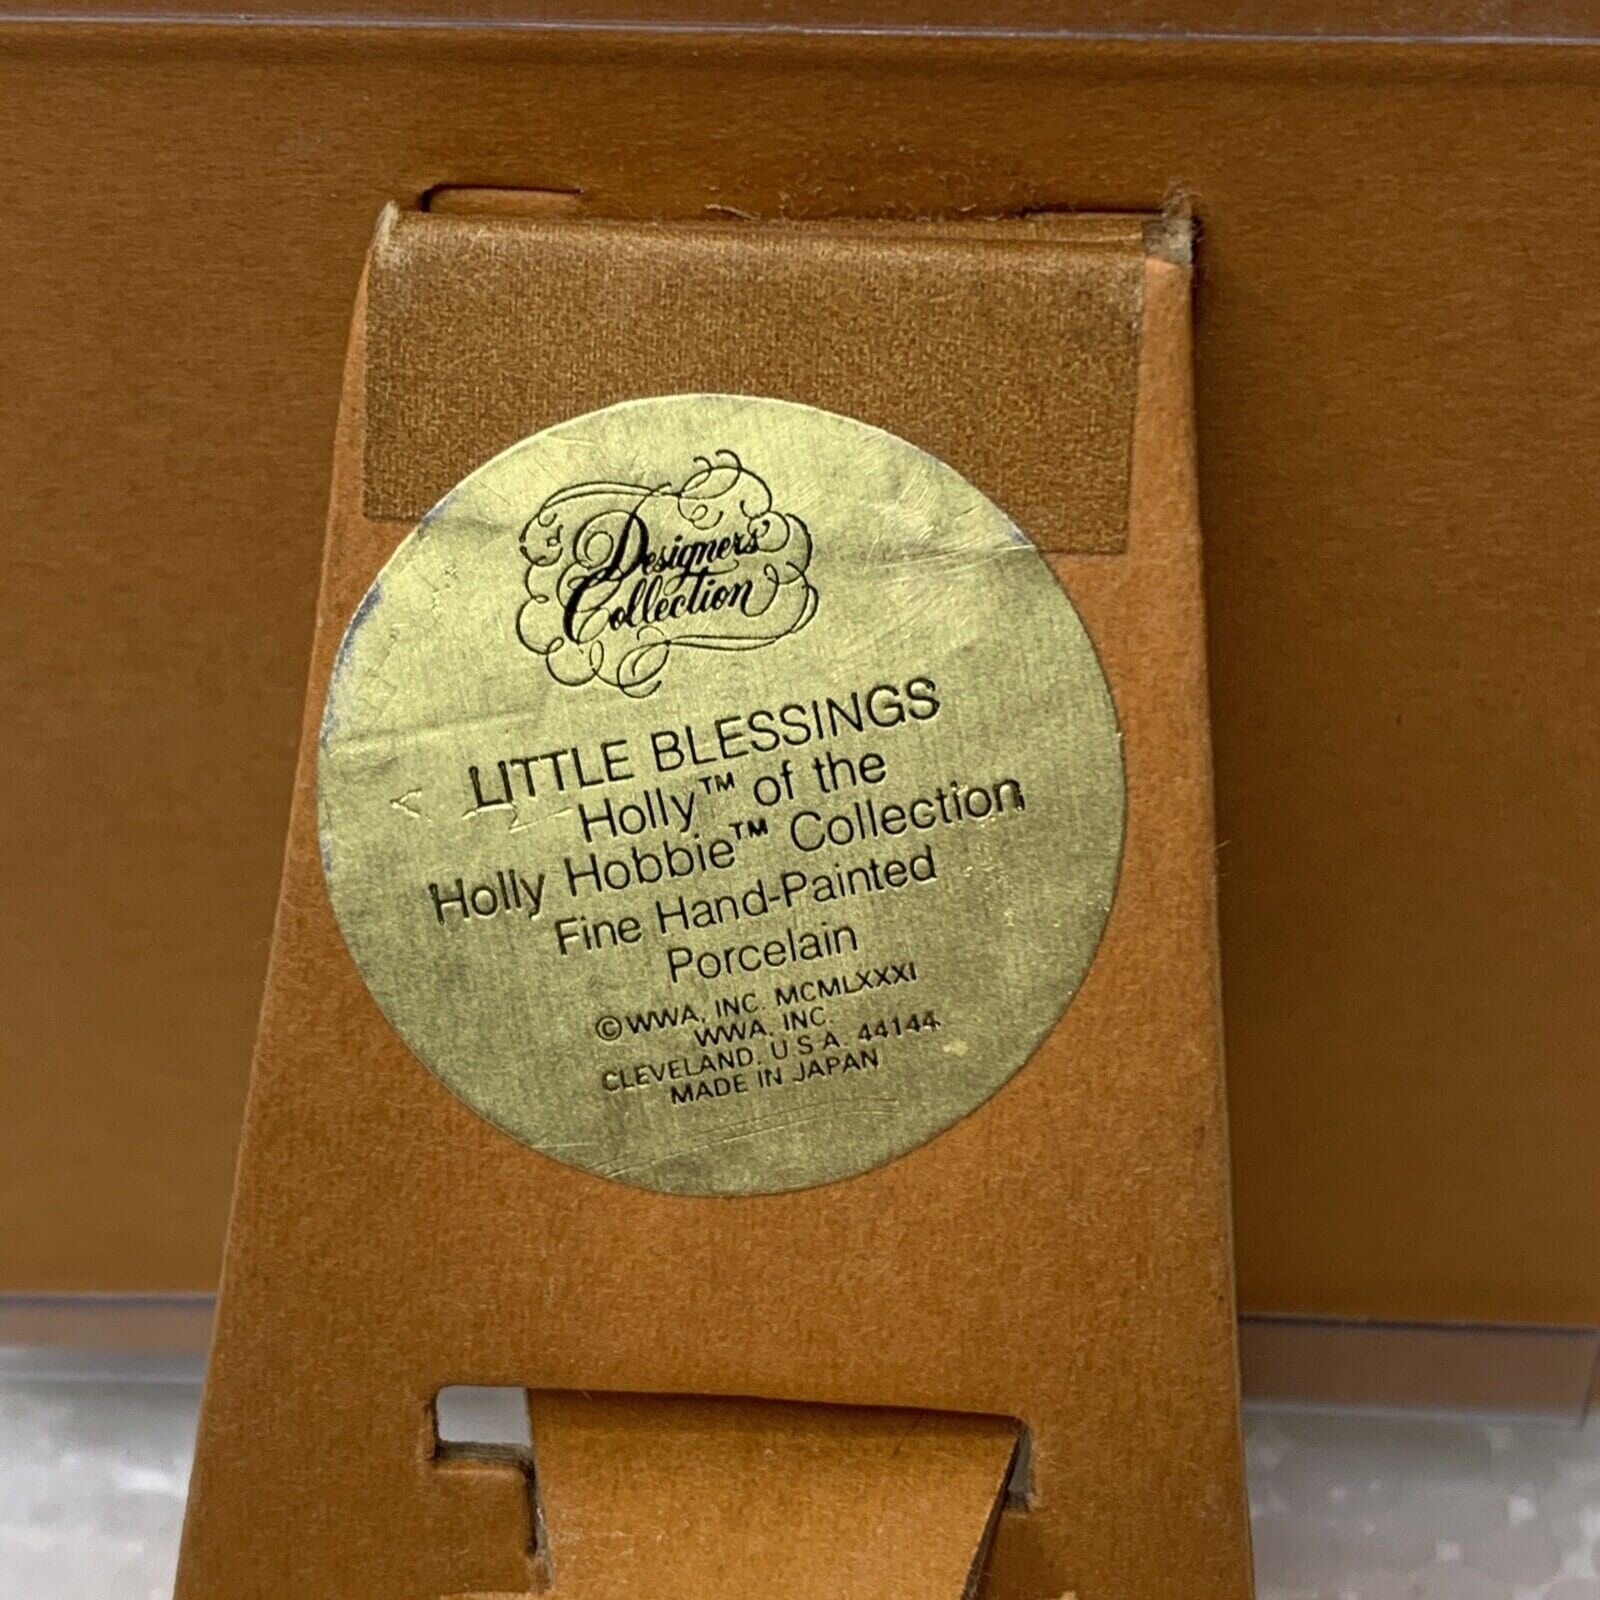 Designers'
Collection
LITTLE BLESSINGS
Holly™ of the
Holly Hobbie™ Collection
Fine Hand-Painted
Porcelain
©WWA, INC. MCMLXXXI
WWA, INC.
CLEVELAND, U.S.A. 44144
MADE IN JAPAN